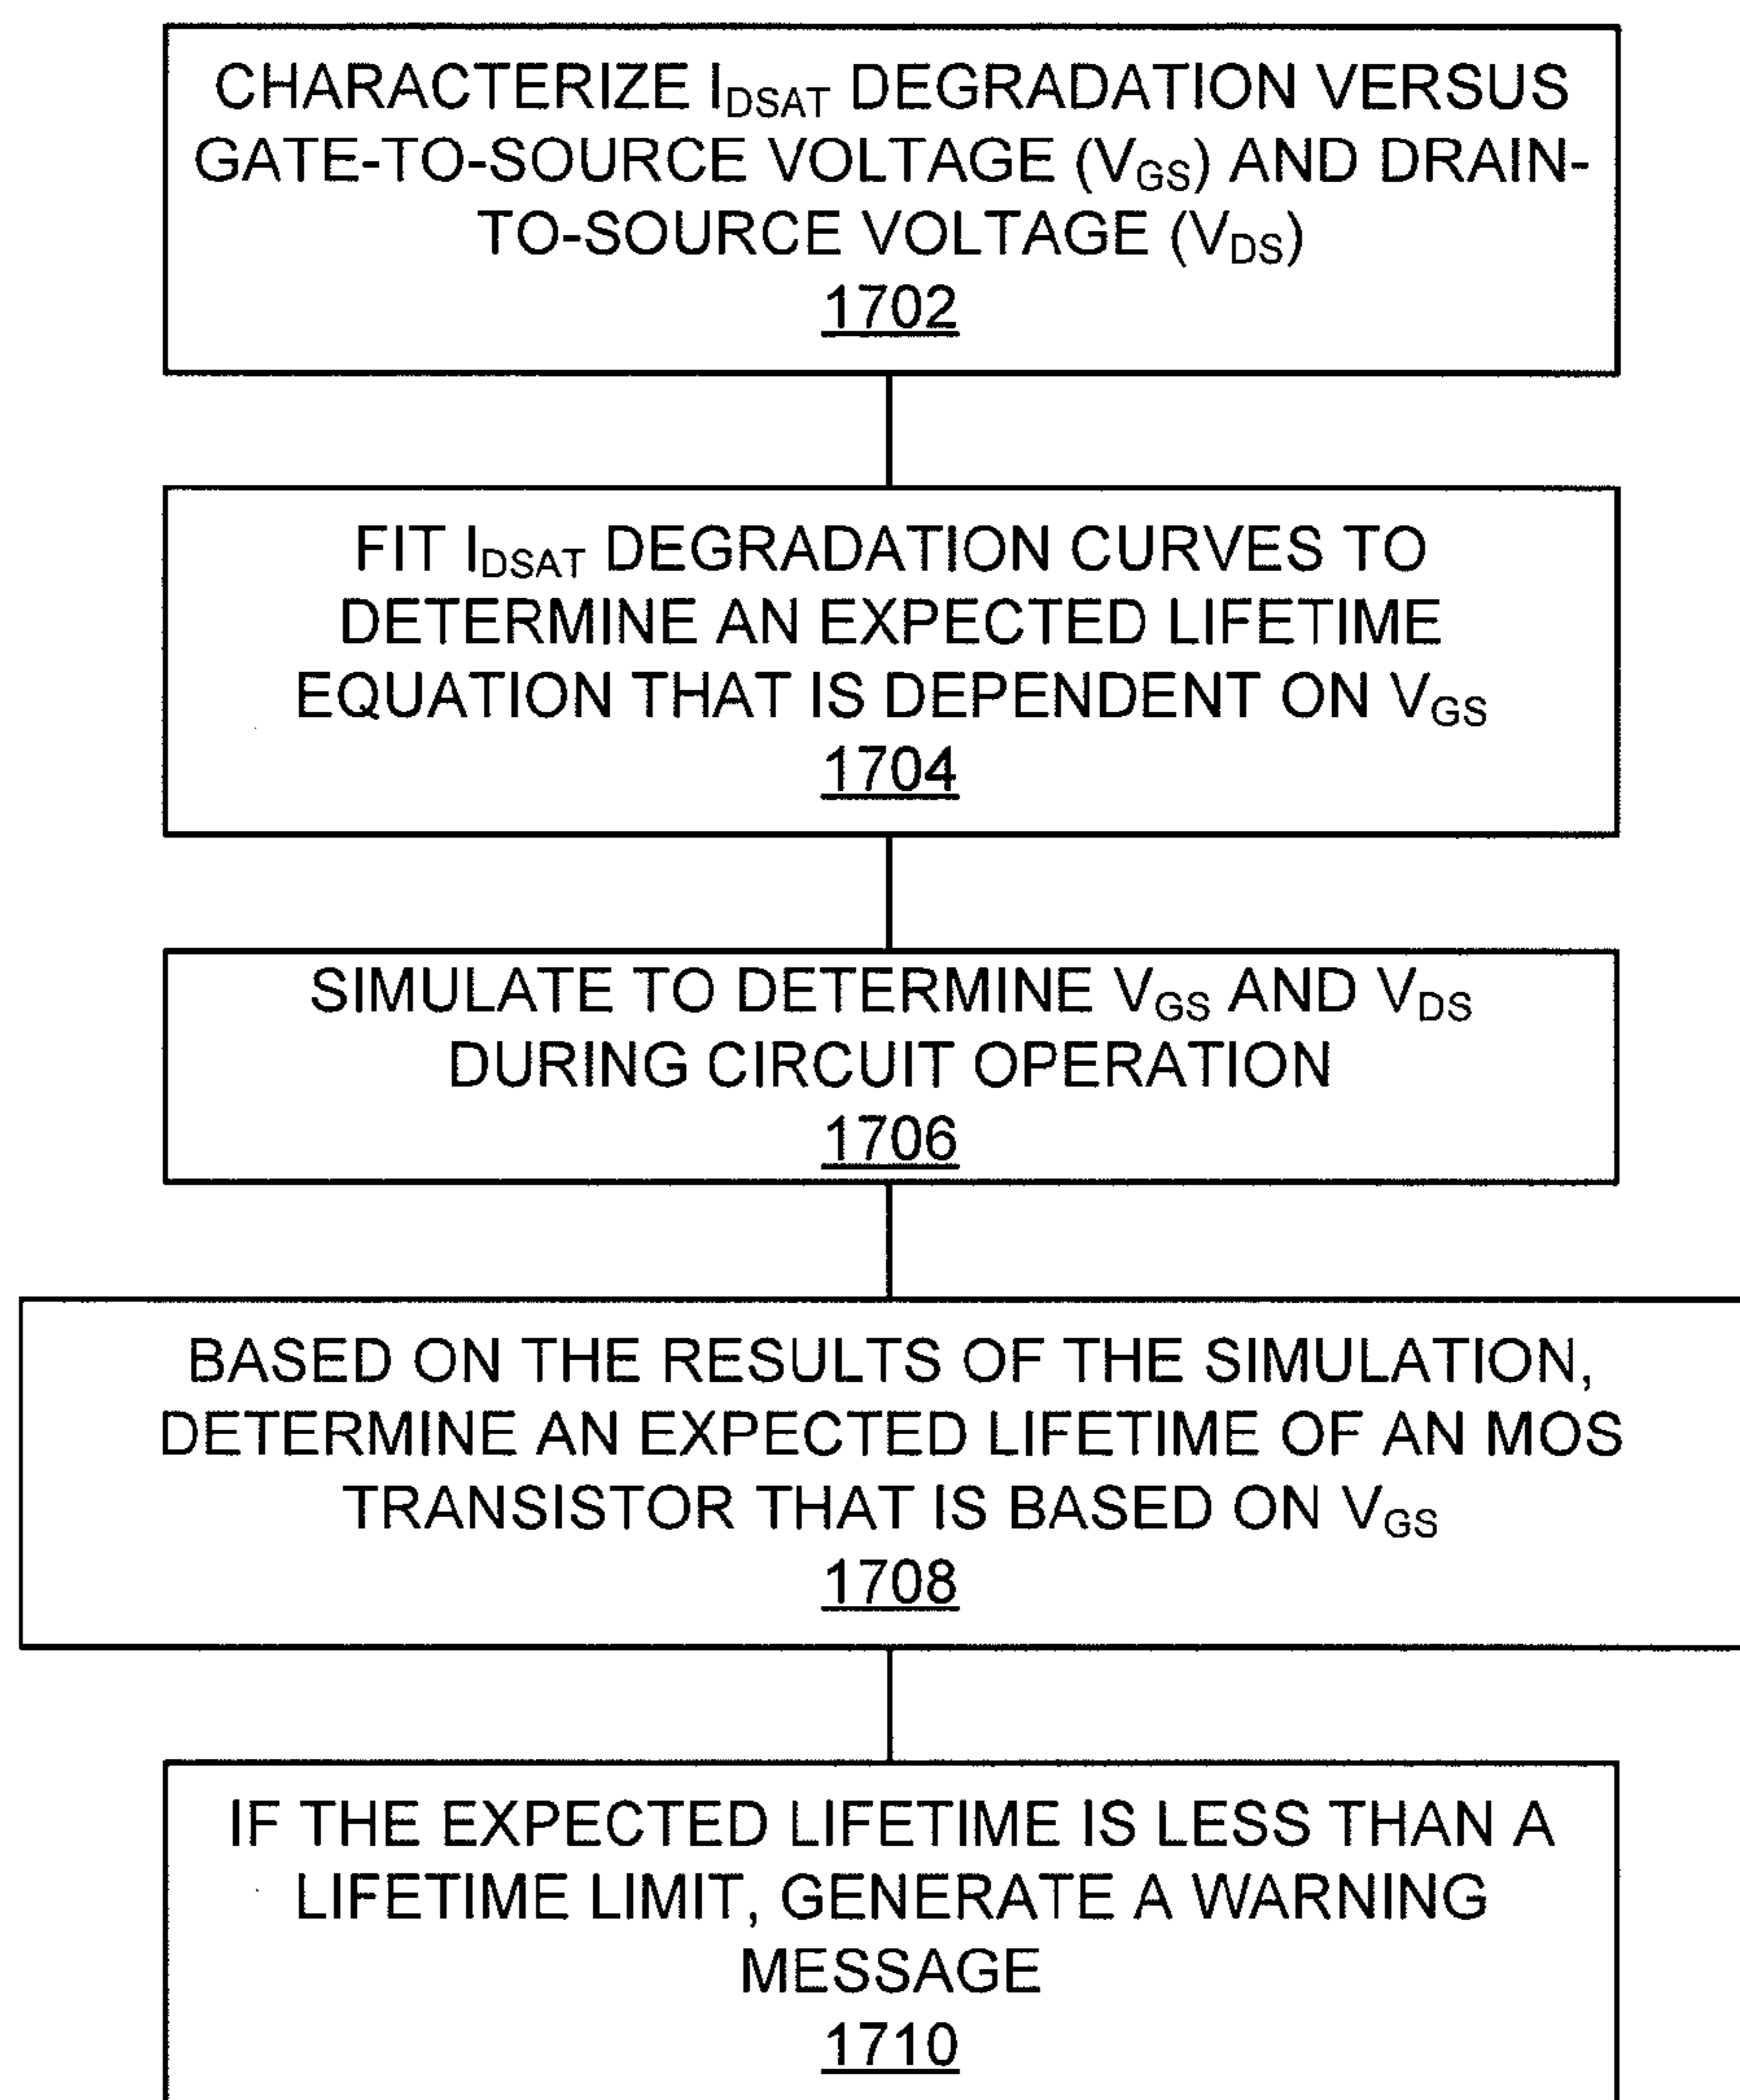 CHARACTERIZE IDSAT DEGRADATION VERSUS
GATE-TO-SOURCE VOLTAGE (VGS) AND DRAIN-
TO-SOURCE VOLTAGE (VDS)
1702
FIT IDSAT DEGRADATION CURVES TO
DETERMINE AN EXPECTED LIFETIME
EQUATION THAT IS DEPENDENT ON VGS
1704
SIMULATE TO DETERMINE VGS AND VDS
DURING CIRCUIT OPERATION
1706
BASED ON THE RESULTS OF THE SIMULATION,
DETERMINE AN EXPECTED LIFETIME OF AN MOS
TRANSISTOR THAT IS BASED ON VGS
1708
IF THE EXPECTED LIFETIME IS LESS THAN A
LIFETIME LIMIT, GENERATE A WARNING
MESSAGE
1710